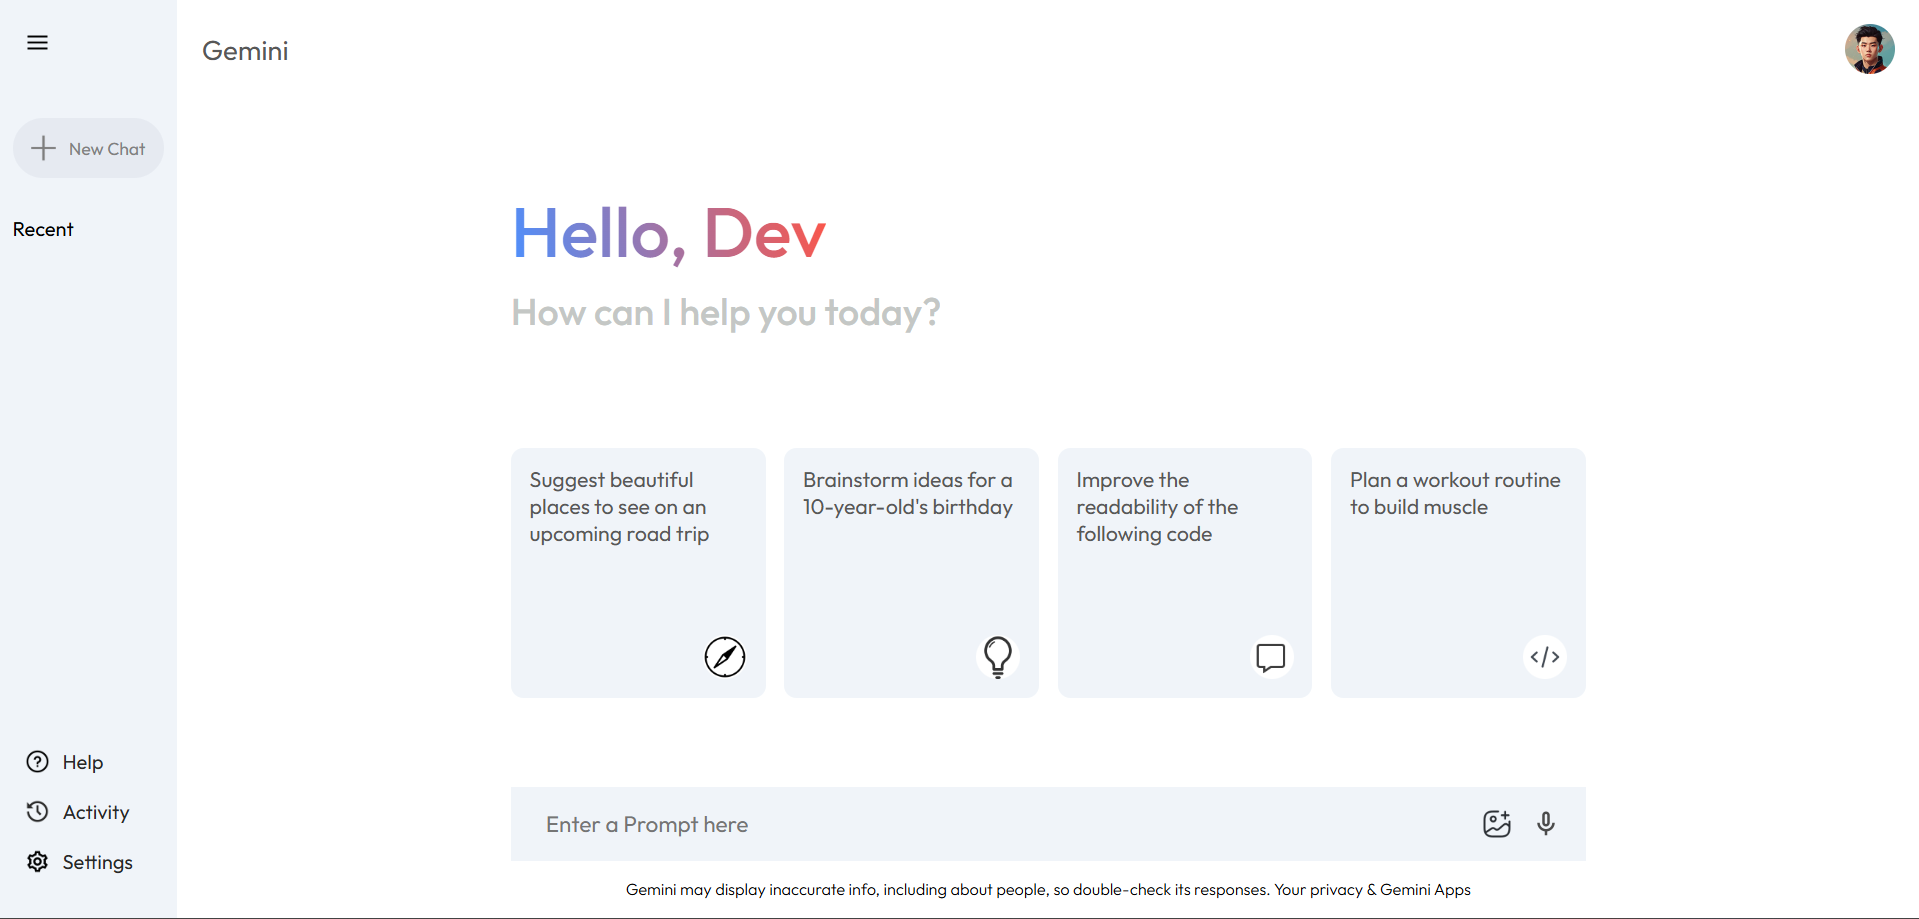 Gemini
New Chat
Recent
Hello, Dev
How can I help you today?
Suggest beautiful
places to see on an
upcoming road trip
Brainstorm ideas for a
10-year-old's birthday
Improve the
readability of the
following code
Plan a workout routine
to build muscle
Help
Activity
Settings
Enter a Prompt here
Gemini may display inaccurate info, including about people, so double-check its responses. Your privacy & Gemini Apps